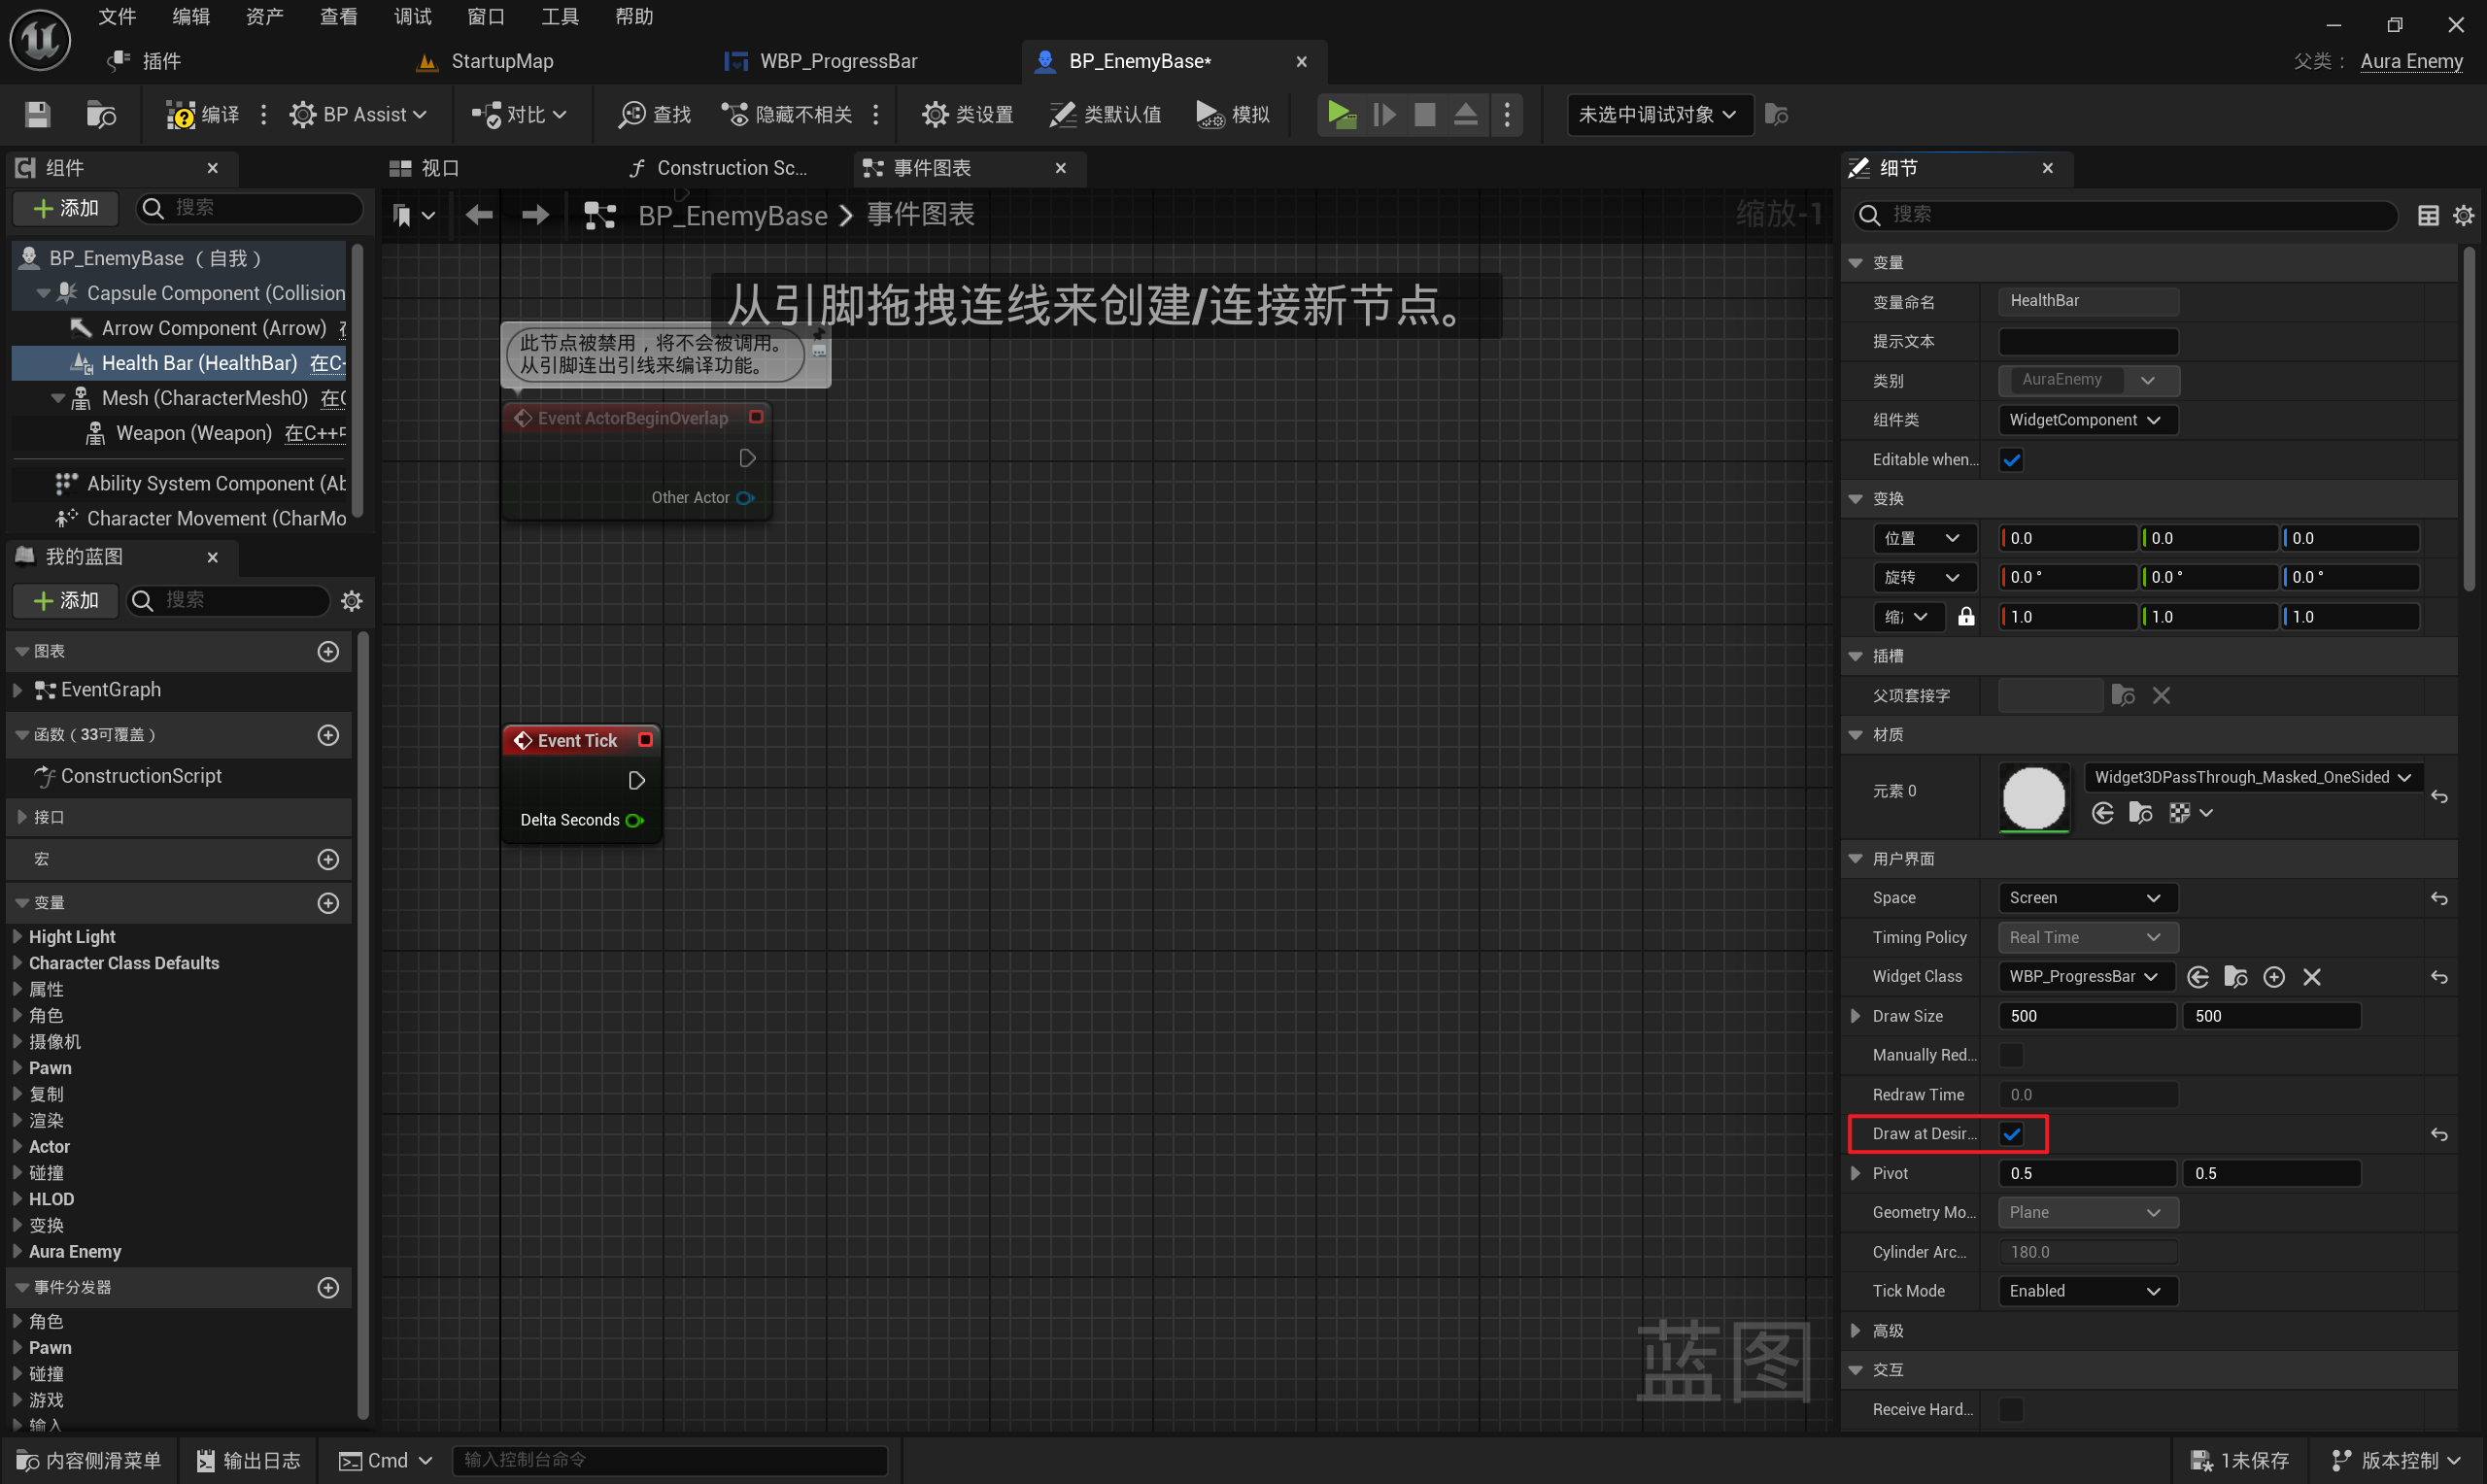 文件 编辑 资产 查看 调试 窗口 工具 帮助
插件 StartupMap WBP_ProgressBar BP_EnemyBase* 父类： Aura Enemy
编译 BP Assist 对比 查找 隐藏不相关 类设置 类默认值 模拟 未选中调试对象
组件
添加 搜索
BP_EnemyBase （自我）
Capsule Component (Collision
Arrow Component (Arrow)
Health Bar (HealthBar) 在C+
Mesh (CharacterMesh0) 在C
Weapon (Weapon) 在C++中
Ability System Component (Ab
Character Movement (CharMo
我的蓝图
添加 搜索
图表
EventGraph
函数（33可覆盖）
ConstructionScript
接口
宏
变量
Hight Light
Character Class Defaults
属性
角色
摄像机
Pawn
复制
渲染
Actor
碰撞
HLOD
变换
Aura Enemy
事件分发器
角色
Pawn
碰撞
游戏
输入
视口 Construction Sc... 事件图表
BP_EnemyBase > 事件图表 缩放-1
从引脚拖拽连线来创建/连接新节点。
此节点被禁用，将不会被调用。
从引脚连出引线来编译功能。
Event ActorBeginOverlap
Other Actor
Event Tick
Delta Seconds
蓝图
细节
搜索
变量
变量命名 HealthBar
提示文本
类别 AuraEnemy
组件类 WidgetComponent
Editable when...
变换
位置 0.0 0.0 0.0
旋转 0.0 ° 0.0 ° 0.0 °
缩 1.0 1.0 1.0
插槽
父项套接字
材质
元素 0 Widget3DPassThrough_Masked_OneSided
用户界面
Space Screen
Timing Policy Real Time
Widget Class WBP_ProgressBar
Draw Size 500 500
Manually Red...
Redraw Time 0.0
Draw at Desir...
Pivot 0.5 0.5
Geometry Mo... Plane
Cylinder Arc... 180.0
Tick Mode Enabled
高级
交互
Receive Hard...
内容侧滑菜单 输出日志 Cmd 输入控制台命令 1未保存 版本控制